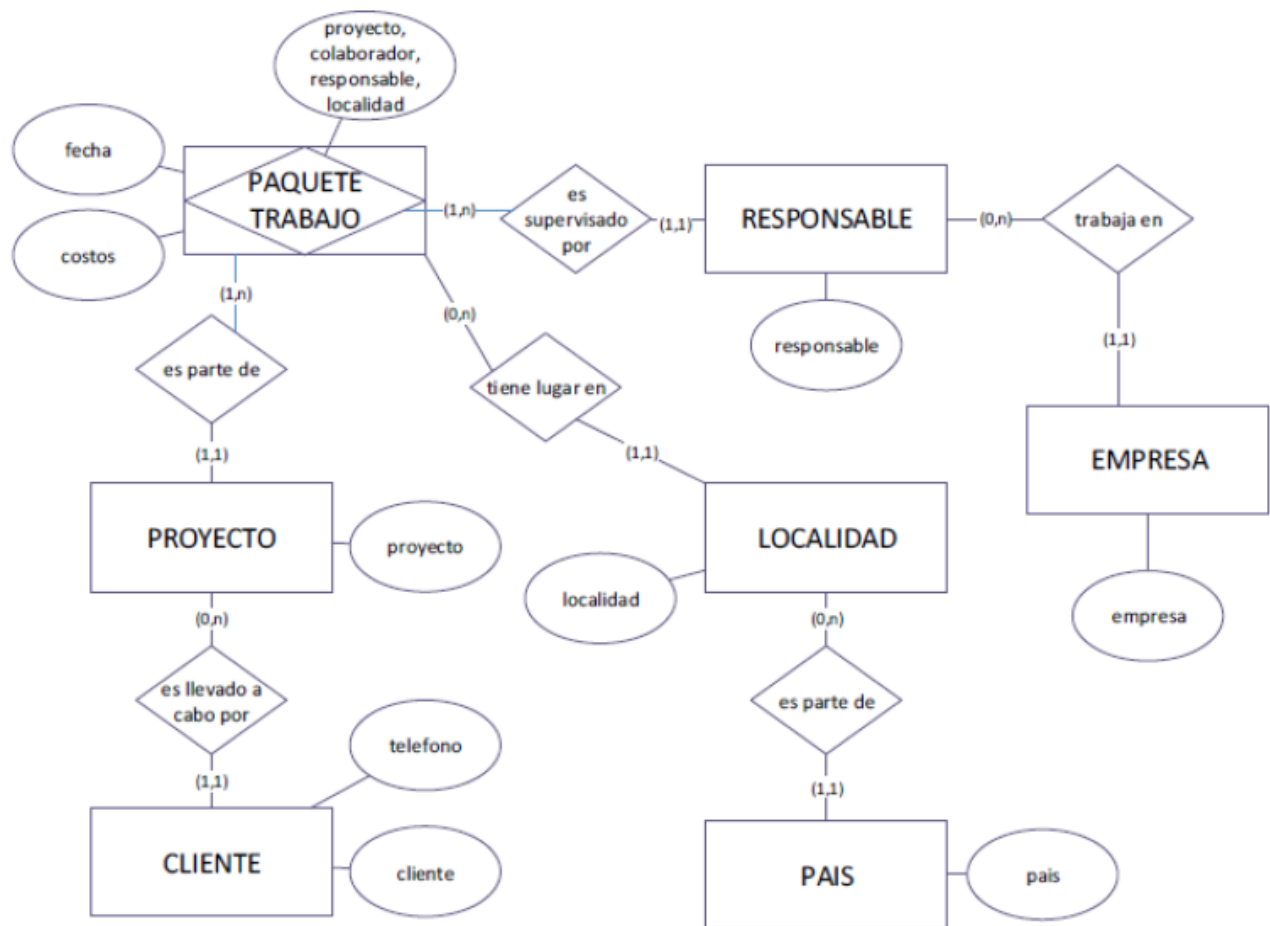 proyecto,
colaborador,
responsable,
localidad
fecha
PAQUETE
TRABAJO
costos
(1,n)
es
supervisado
por
(1,1)
RESPONSABLE
(0,n)
trabaja en
responsable
(1,1)
EMPRESA
empresa
(1,n)
es parte de
(1,1)
PROYECTO
proyecto
(0,n)
es llevado a
cabo por
(1,1)
CLIENTE
telefono
cliente
(0,n)
tiene lugar en
(1,1)
LOCALIDAD
localidad
(0,n)
es parte de
(1,1)
PAIS
pais